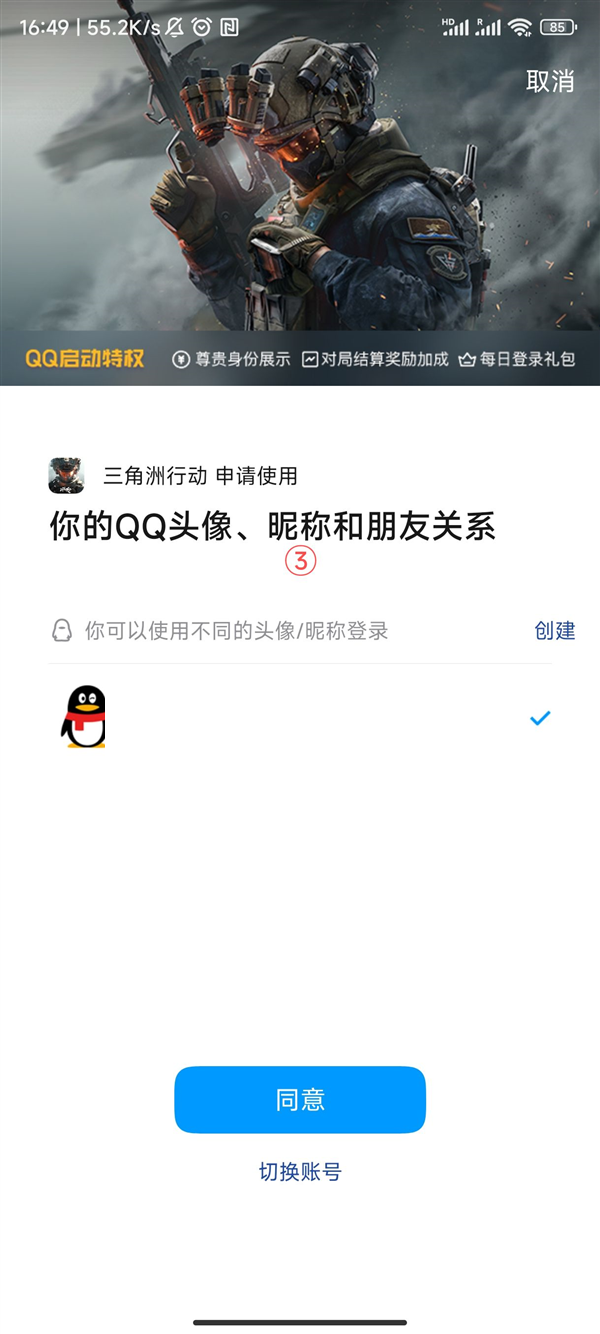 16:49 | 55.2K/s
HD R 85
取消
QQ启动特权 尊贵身份展示 对局结算奖励加成 每日登录礼包
三角洲行动 申请使用
你的QQ头像、昵称和朋友关系
③
你可以使用不同的头像/昵称登录 创建
同意
切换账号